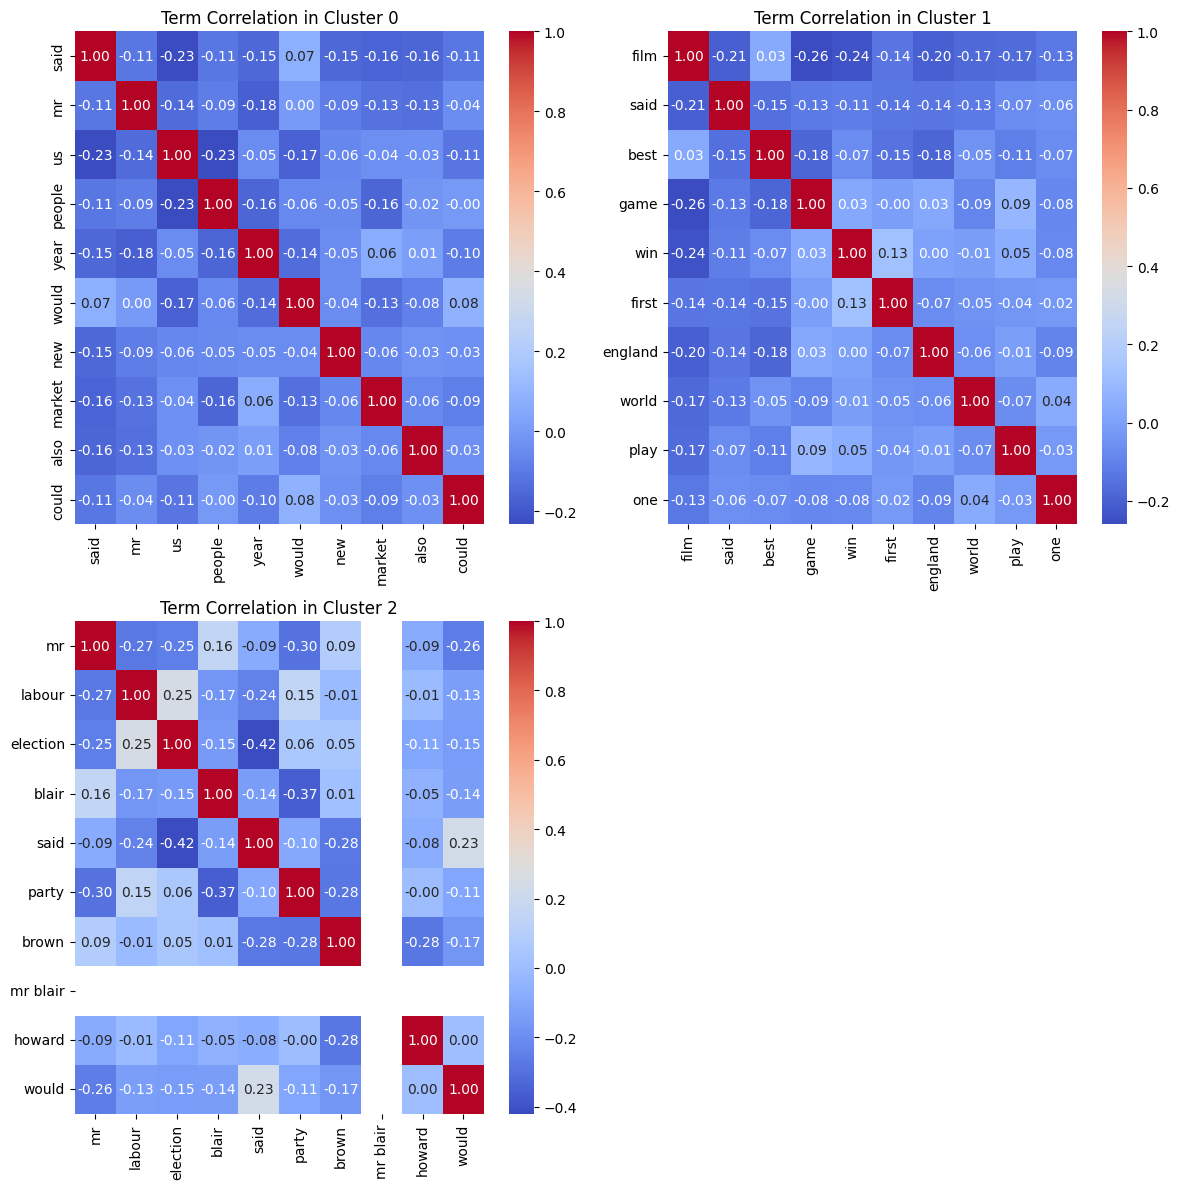 Term Correlation in Cluster 0
said 1.00 -0.11 -0.23 -0.11 -0.15 0.07 -0.15 -0.16 -0.16 -0.11
mr -0.11 1.00 -0.14 -0.09 -0.18 0.00 -0.09 -0.13 -0.13 -0.04
us -0.23 -0.14 1.00 -0.23 -0.05 -0.17 -0.06 -0.04 -0.03 -0.11
people -0.11 -0.09 -0.23 1.00 -0.16 -0.06 -0.05 -0.16 -0.02 -0.00
year -0.15 -0.18 -0.05 -0.16 1.00 -0.14 -0.05 0.06 0.01 -0.10
would 0.07 0.00 -0.17 -0.06 -0.14 1.00 -0.04 -0.13 -0.08 0.08
new -0.15 -0.09 -0.06 -0.05 -0.05 -0.04 1.00 -0.06 -0.03 -0.03
market -0.16 -0.13 -0.04 -0.16 0.06 -0.13 -0.06 1.00 -0.06 -0.09
also -0.16 -0.13 -0.03 -0.02 0.01 -0.08 -0.03 -0.06 1.00 -0.03
could -0.11 -0.04 -0.11 -0.00 -0.10 0.08 -0.03 -0.09 -0.03 1.00
said mr us people year would new market also could
1.0
0.8
0.6
0.4
0.2
0.0
−0.2
Term Correlation in Cluster 1
film 1.00 -0.21 0.03 -0.26 -0.24 -0.14 -0.20 -0.17 -0.17 -0.13
said -0.21 1.00 -0.15 -0.13 -0.11 -0.14 -0.14 -0.13 -0.07 -0.06
best 0.03 -0.15 1.00 -0.18 -0.07 -0.15 -0.18 -0.05 -0.11 -0.07
game -0.26 -0.13 -0.18 1.00 0.03 -0.00 0.03 -0.09 0.09 -0.08
win -0.24 -0.11 -0.07 0.03 1.00 0.13 0.00 -0.01 0.05 -0.08
first -0.14 -0.14 -0.15 -0.00 0.13 1.00 -0.07 -0.05 -0.04 -0.02
england -0.20 -0.14 -0.18 0.03 0.00 -0.07 1.00 -0.06 -0.01 -0.09
world -0.17 -0.13 -0.05 -0.09 -0.01 -0.05 -0.06 1.00 -0.07 0.04
play -0.17 -0.07 -0.11 0.09 0.05 -0.04 -0.01 -0.07 1.00 -0.03
one -0.13 -0.06 -0.07 -0.08 -0.08 -0.02 -0.09 0.04 -0.03 1.00
film said best game win first england world play one
1.0
0.8
0.6
0.4
0.2
0.0
−0.2
Term Correlation in Cluster 2
mr 1.00 -0.27 -0.25 0.16 -0.09 -0.30 0.09 -0.09 -0.26
labour -0.27 1.00 0.25 -0.17 -0.24 0.15 -0.01 -0.01 -0.13
election -0.25 0.25 1.00 -0.15 -0.42 0.06 0.05 -0.11 -0.15
blair 0.16 -0.17 -0.15 1.00 -0.14 -0.37 0.01 -0.05 -0.14
said -0.09 -0.24 -0.42 -0.14 1.00 -0.10 -0.28 -0.08 0.23
party -0.30 0.15 0.06 -0.37 -0.10 1.00 -0.28 -0.00 -0.11
brown 0.09 -0.01 0.05 0.01 -0.28 -0.28 1.00 -0.28 -0.17
mr blair
howard -0.09 -0.01 -0.11 -0.05 -0.08 -0.00 -0.28 1.00 0.00
would -0.26 -0.13 -0.15 -0.14 0.23 -0.11 -0.17 0.00 1.00
mr labour election blair said party brown mr blair howard would
1.0
0.8
0.6
0.4
0.2
0.0
−0.2
−0.4